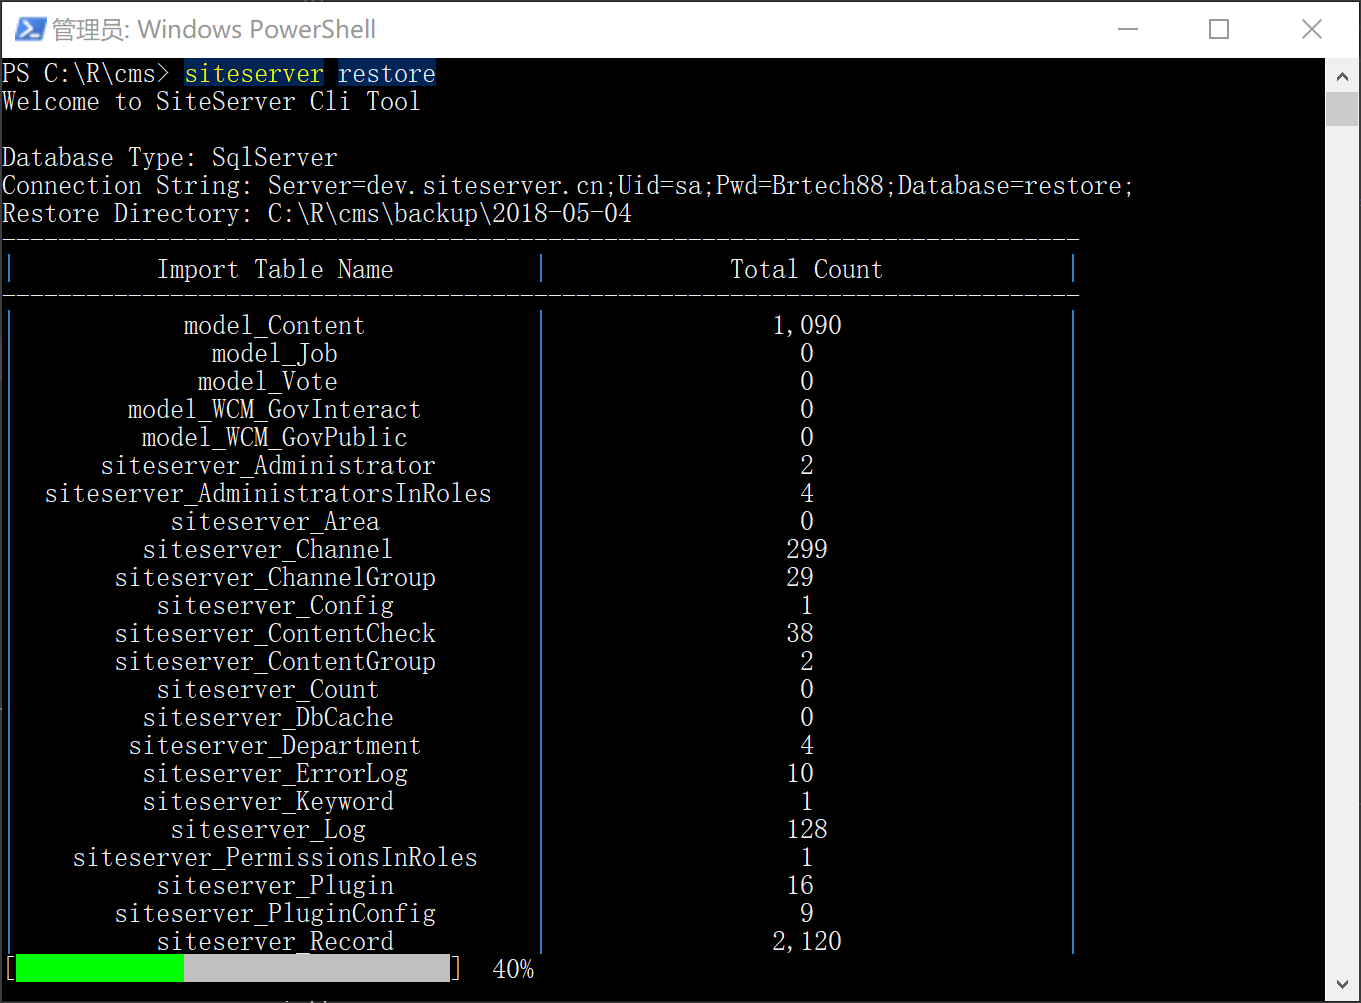 管理员: Windows PowerShell
PS C:\R\cms> siteserver restore
Welcome to SiteServer Cli Tool
Database Type: SqlServer
Connection String: Server=dev.siteserver.cn;Uid=sa;Pwd=Brtech88;Database=restore;
Restore Directory: C:\R\cms\backup\2018-05-04
Import Table Name | Total Count
model_Content | 1,090
model_Job | 0
model_Vote | 0
model_WCM_GovInteract | 0
model_WCM_GovPublic | 0
siteserver_Administrator | 2
siteserver_AdministratorsInRoles | 4
siteserver_Area | 0
siteserver_Channel | 299
siteserver_ChannelGroup | 29
siteserver_Config | 1
siteserver_ContentCheck | 38
siteserver_ContentGroup | 2
siteserver_Count | 0
siteserver_DbCache | 0
siteserver_Department | 4
siteserver_ErrorLog | 10
siteserver_Keyword | 1
siteserver_Log | 128
siteserver_PermissionsInRoles | 1
siteserver_Plugin | 16
siteserver_PluginConfig | 9
siteserver_Record | 2,120
[ ] 40%